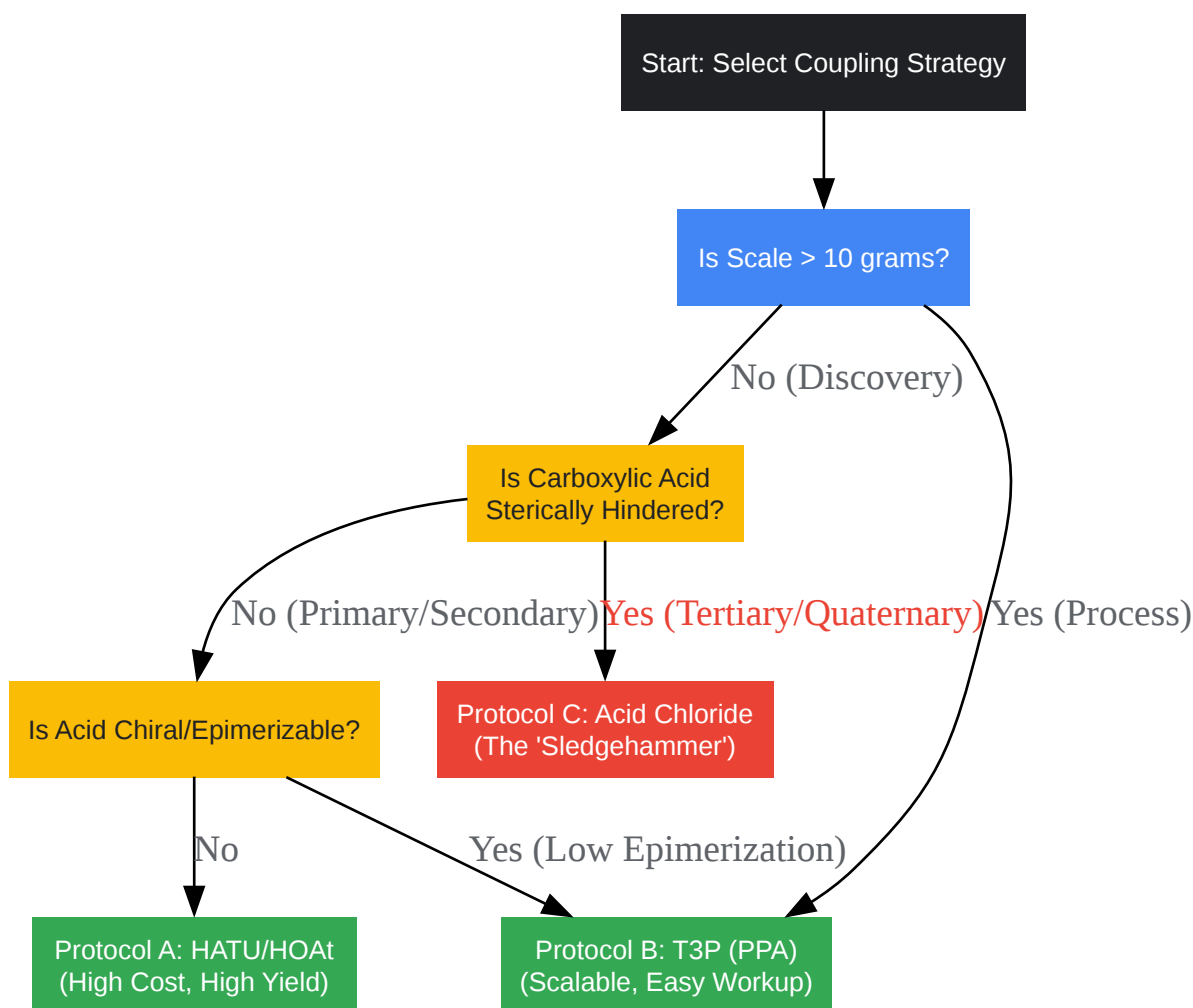 Start: Select Coupling Strategy
Is Scale > 10 grams?
No (Discovery)
Is Carboxylic Acid
Sterically Hindered?
No (Primary/Secondary)
Yes (Tertiary/Quaternary)
Yes (Process)
Is Acid Chiral/Epimerizable?
Protocol C: Acid Chloride
(The 'Sledgehammer')
No
Yes (Low Epimerization)
Protocol A: HATU/HOAt
(High Cost, High Yield)
Protocol B: T3P (PPA)
(Scalable, Easy Workup)